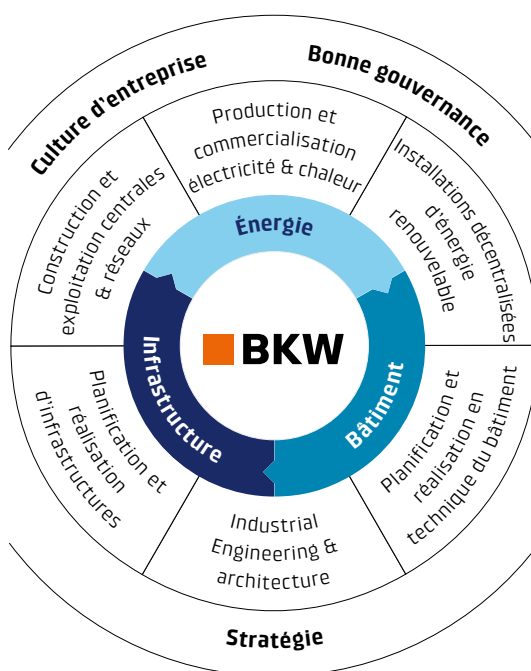 Culture d'entreprise
Bonne gouvernance
Production et
commercialisation
électricité & chaleur
Construction et
exploitation centrales
& réseaux
Installations décentralisées
d'énergie
renouvelable
Énergie
BKW
Infrastructure
Bâtiment
Planification et
réalisation
d'infrastructures
Planification et
réalisation en
technique du bâtiment
Industrial
Engineering &
architecture
Stratégie